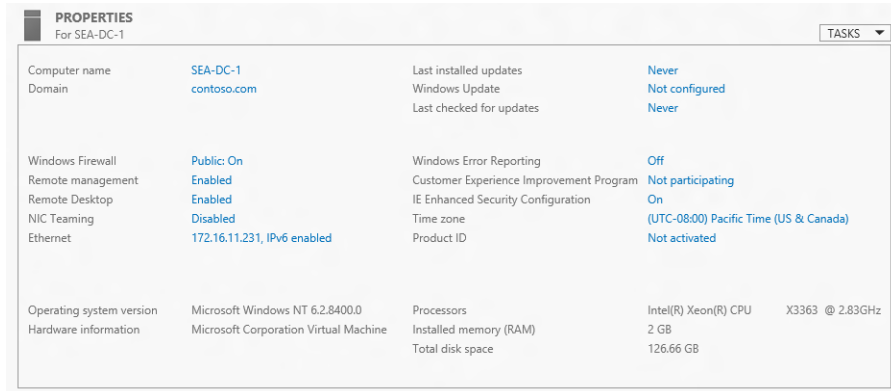 PROPERTIES
For SEA-DC-1
TASKS
Computer name SEA-DC-1 Last installed updates Never
Domain contoso.com Windows Update Not configured
Last checked for updates Never
Windows Firewall Public: On Windows Error Reporting Off
Remote management Enabled Customer Experience Improvement Program Not participating
Remote Desktop Enabled IE Enhanced Security Configuration On
NIC Teaming Disabled Time zone (UTC-08:00) Pacific Time (US & Canada)
Ethernet 172.16.11.231, IPv6 enabled Product ID Not activated
Operating system version Microsoft Windows NT 6.2.8400.0 Processors Intel(R) Xeon(R) CPU X3363 @ 2.83GHz
Hardware information Microsoft Corporation Virtual Machine Installed memory (RAM) 2 GB
Total disk space 126.66 GB